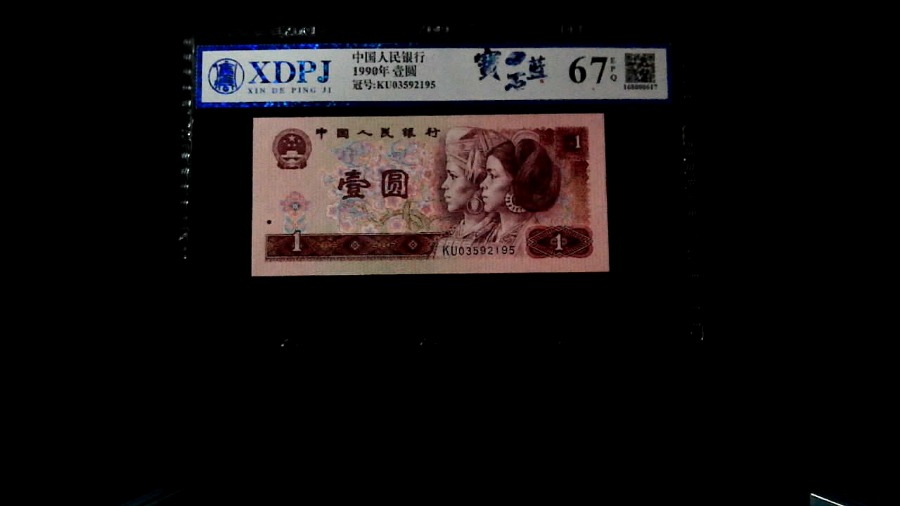 XDPJ
XIN DE PING JI
中国人民银行
1990年 壹圆
冠号:KU03592195
67
EPQ
中国人民银行
壹圆
1
1
KU03592195
1